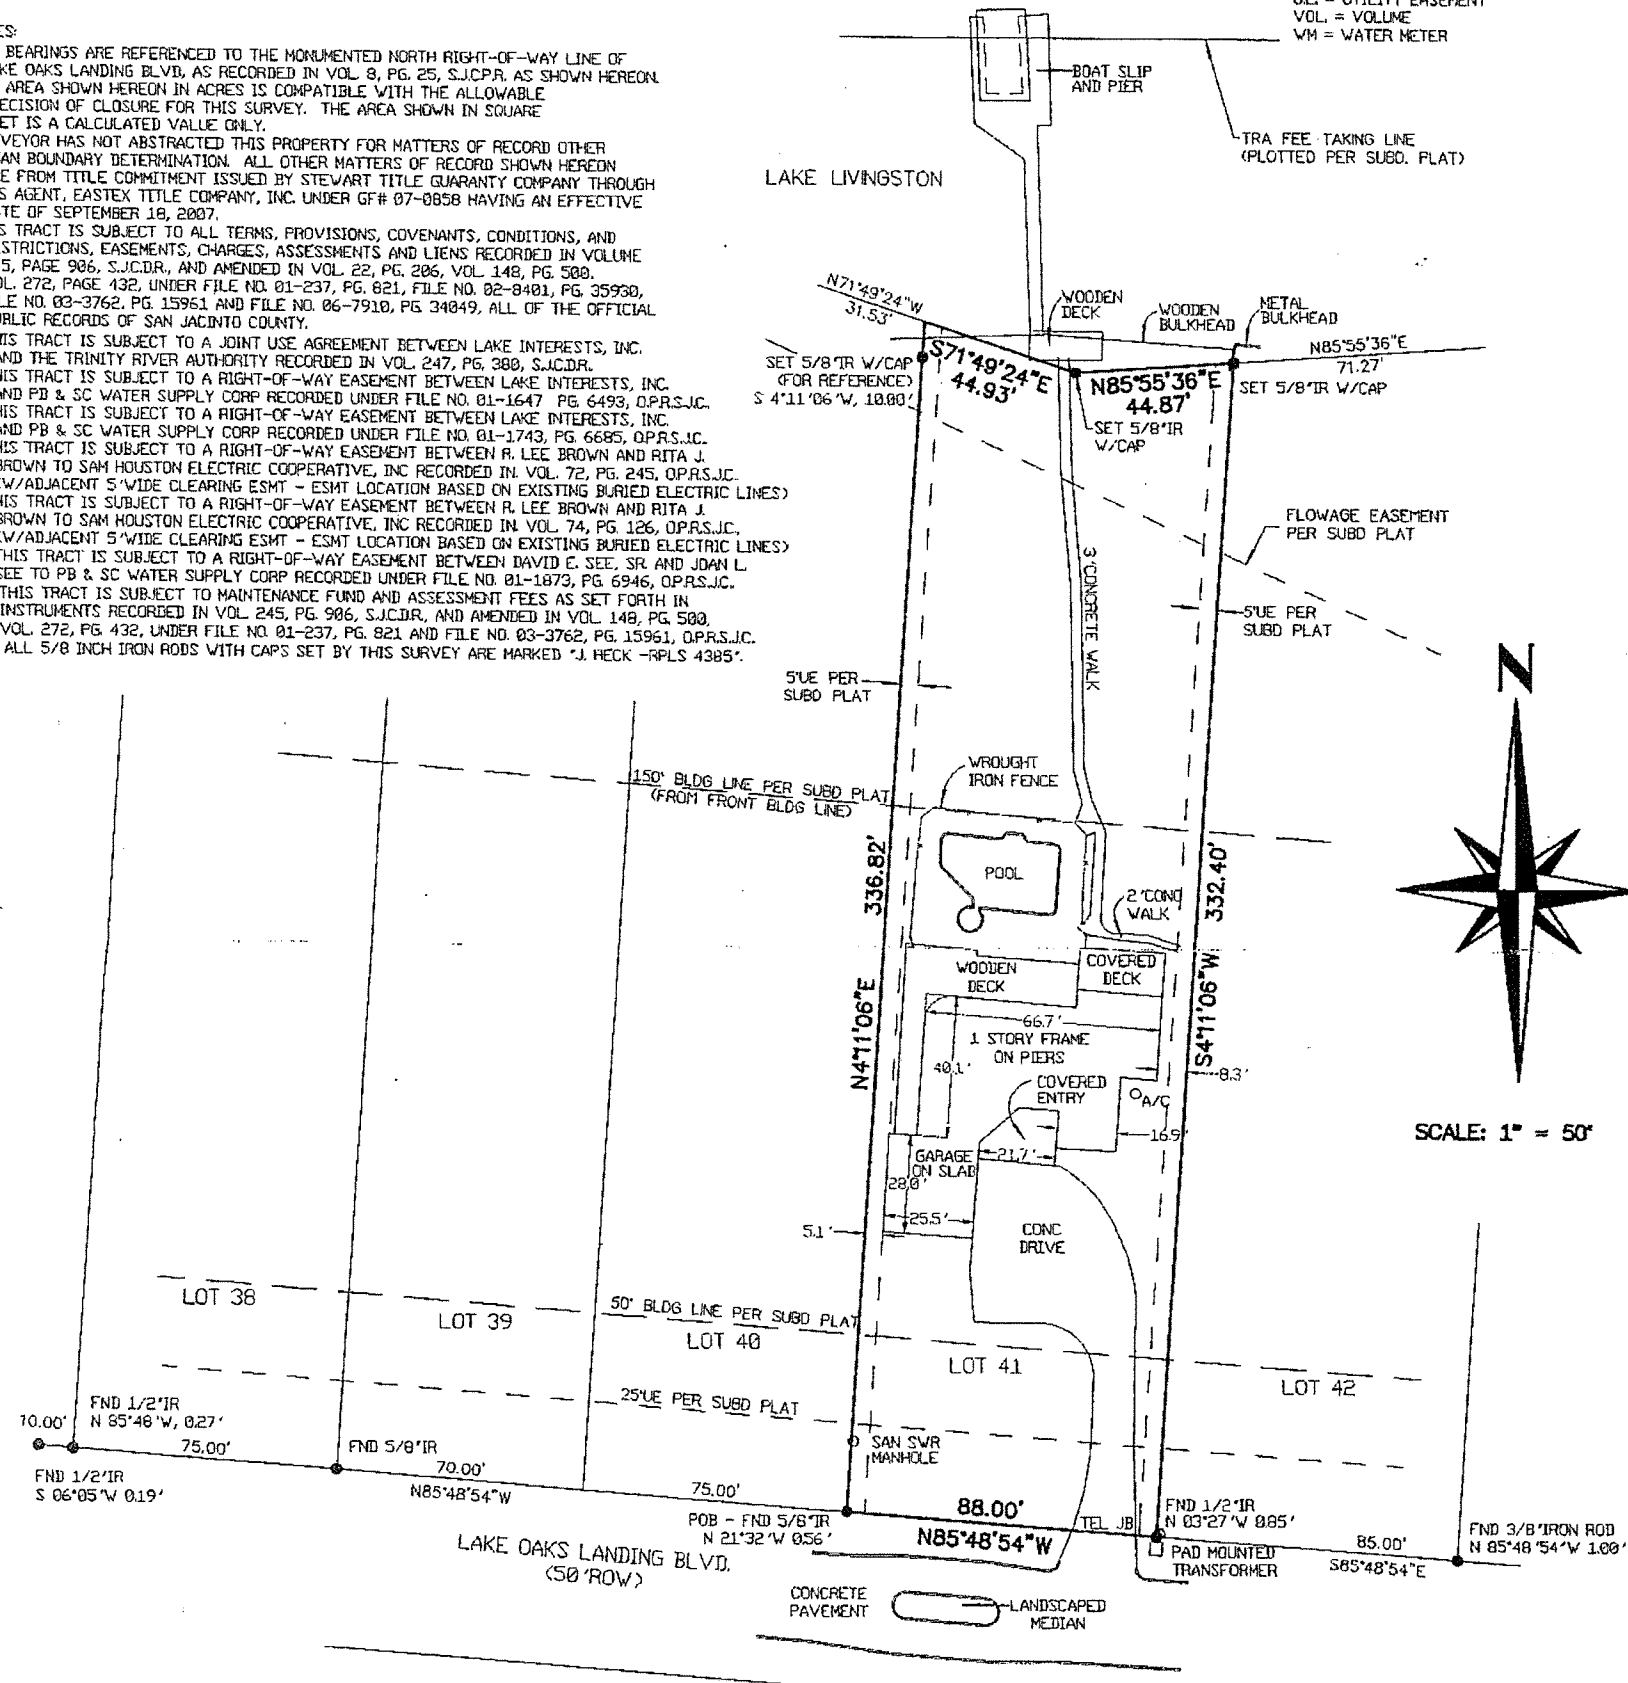 VOL. = VOLUME
WM = WATER METER
BEARINGS ARE REFERENCED TO THE MONUMENTED NORTH RIGHT-OF-WAY LINE OF
KE OAKS LANDING BLVD, AS RECORDED IN VOL 8, PG. 25, S.J.C.P.R. AS SHOWN HEREON.
AREA SHOWN HEREON IN ACRES IS COMPATIBLE WITH THE ALLOWABLE
ECISION OF CLOSURE FOR THIS SURVEY. THE AREA SHOWN IN SQUARE
ET IS A CALCULATED VALUE ONLY.
VEYOR HAS NOT ABSTRACTED THIS PROPERTY FOR MATTERS OF RECORD OTHER
AN BOUNDARY DETERMINATION. ALL OTHER MATTERS OF RECORD SHOWN HEREON
E FROM TITLE COMMITMENT ISSUED BY STEWART TITLE GUARANTY COMPANY THROUGH
S AGENT, EASTEX TITLE COMPANY, INC. UNDER GF# 07-0858 HAVING AN EFFECTIVE
TE OF SEPTEMBER 18, 2007.
S TRACT IS SUBJECT TO ALL TERMS, PROVISIONS, COVENANTS, CONDITIONS, AND
STRICTIONS, EASEMENTS, CHARGES, ASSESSMENTS AND LIENS RECORDED IN VOLUME
5, PAGE 906, S.J.C.D.R., AND AMENDED IN VOL. 22, PG. 206, VOL. 148, PG. 500.
OL. 272, PAGE 432, UNDER FILE NO. 01-237, PG. 821, FILE NO. 02-8401, PG. 35930,
LE NO. 03-3762, PG. 15961 AND FILE NO. 06-7910, PG. 34049, ALL OF THE OFFICIAL
BLIC RECORDS OF SAN JACINTO COUNTY.
IS TRACT IS SUBJECT TO A JOINT USE AGREEMENT BETWEEN LAKE INTERESTS, INC.
AND THE TRINITY RIVER AUTHORITY RECORDED IN VOL. 247, PG. 380, S.J.C.D.R.
HIS TRACT IS SUBJECT TO A RIGHT-OF-WAY EASEMENT BETWEEN LAKE INTERESTS, INC.
AND PB & SC WATER SUPPLY CORP RECORDED UNDER FILE NO. 01-1647 PG. 6493, O.P.R.S.J.C.
HIS TRACT IS SUBJECT TO A RIGHT-OF-WAY EASEMENT BETWEEN LAKE INTERESTS, INC.
AND PB & SC WATER SUPPLY CORP RECORDED UNDER FILE NO. 01-1743, PG. 6685, O.P.R.S.J.C.
HIS TRACT IS SUBJECT TO A RIGHT-OF-WAY EASEMENT BETWEEN R. LEE BROWN AND RITA J.
BROWN TO SAM HOUSTON ELECTRIC COOPERATIVE, INC RECORDED IN VOL. 72, PG. 245, O.P.R.S.J.C.
W/ADJACENT 5'WIDE CLEARING ESMT - ESMT LOCATION BASED ON EXISTING BURIED ELECTRIC LINES)
HIS TRACT IS SUBJECT TO A RIGHT-OF-WAY EASEMENT BETWEEN R. LEE BROWN AND RITA J.
BROWN TO SAM HOUSTON ELECTRIC COOPERATIVE, INC RECORDED IN VOL. 74, PG. 126, O.P.R.S.J.C.,
W/ADJACENT 5'WIDE CLEARING ESMT - ESMT LOCATION BASED ON EXISTING BURIED ELECTRIC LINES)
THIS TRACT IS SUBJECT TO A RIGHT-OF-WAY EASEMENT BETWEEN DAVID E. SEE, SR. AND JOAN L.
SEE TO PB & SC WATER SUPPLY CORP RECORDED UNDER FILE NO. 01-1873, PG. 6946, O.P.R.S.J.C.
THIS TRACT IS SUBJECT TO MAINTENANCE FUND AND ASSESSMENT FEES AS SET FORTH IN
INSTRUMENTS RECORDED IN VOL. 245, PG. 906, S.J.C.D.R., AND AMENDED IN VOL. 148, PG. 500,
VOL. 272, PG. 432, UNDER FILE NO. 01-237, PG. 821 AND FILE NO. 03-3762, PG. 15961, O.P.R.S.J.C.
ALL 5/8 INCH IRON RODS WITH CAPS SET BY THIS SURVEY ARE MARKED "J. HECK -RPLS 4385".
BOAT SLIP
AND PIER
TRA FEE TAKING LINE
(PLOTTED PER SUBD. PLAT)
LAKE LIVINGSTON
N71°49'24"W
31.53'
WOODEN
DECK
WOODEN
BULKHEAD
METAL
BULKHEAD
N85°55'36"E
71.27'
SET 5/8"IR W/CAP
(FOR REFERENCE)
S 4°11'06"W, 10.00'
S71°49'24"E
44.93'
N85°55'36"E
44.87'
SET 5/8"IR W/CAP
SET 5/8"IR
W/CAP
FLOWAGE EASEMENT
PER SUBD PLAT
3'CONCRETE WALK
5'UE PER
SUBD PLAT
5'UE PER
SUBD PLAT
N
150' BLDG LINE PER SUBD PLAT
(FROM FRONT BLDG LINE)
WROUGHT
IRON FENCE
POOL
336.82'
N4°11'06"E
332.40'
S4°11'06"W
2'CONC
WALK
WOODEN
DECK
COVERED
DECK
66.7'
1 STORY FRAME
ON PIERS
40.1'
COVERED
ENTRY
A/C
8.3'
16.9'
SCALE: 1" = 50'
GARAGE
ON SLAB
21.7'
28.0'
25.5'
5.1'
CONC
DRIVE
LOT 38
LOT 39
50' BLDG LINE PER SUBD PLAT
LOT 40
LOT 41
LOT 42
25'UE PER SUBD PLAT
10.00'
FND 1/2"IR
N 85°48'W, 0.27'
75.00'
FND 5/8"IR
FND 1/2"IR
S 06°05'W 0.19'
70.00'
N85°48'54"W
75.00'
SAN SWR
MANHOLE
POB - FND 5/8"IR
N 21°32'W 0.56'
88.00'
N85°48'54"W
TEL JB
FND 1/2"IR
N 03°27'W 0.85'
PAD MOUNTED
TRANSFORMER
85.00'
S85°48'54"E
FND 3/8"IRON ROD
N 85°48'54"W 1.00'
LAKE OAKS LANDING BLVD.
(50'ROW)
CONCRETE
PAVEMENT
LANDSCAPED
MEDIAN